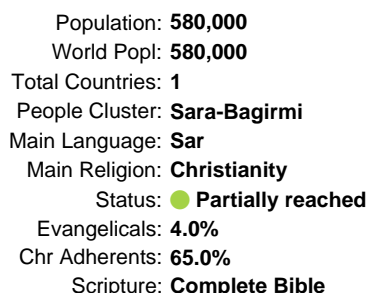 Population: 580,000
World Popl: 580,000
Total Countries: 1
People Cluster: Sara-Bagirmi
Main Language: Sar
Main Religion: Christianity
Status: Partially reached
Evangelicals: 4.0%
Chr Adherents: 65.0%
Scripture: Complete Bible